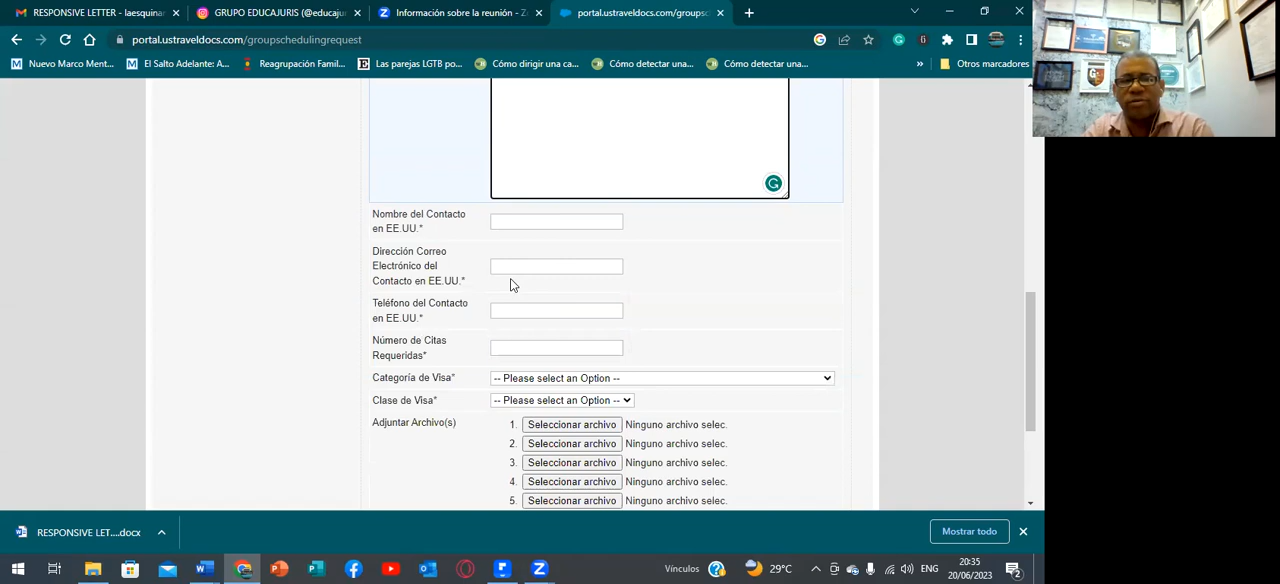 RESPONSIVE LETTER - laesquina
GRUPO EDUCAJURIS (@educaju
Información sobre la reunión - Zo
portal.ustraveldocs.com/groupsc
portal.ustraveldocs.com/groupschedulingrequest
Nuevo Marco Ment...
El Salto Adelante: A...
Reagrupación Famil...
Las parejas LGTB po...
Cómo dirigir una ca...
Cómo detectar una...
Cómo detectar una...
»
Otros marcadores
Nombre del Contacto
en EE.UU.*
Dirección Correo
Electrónico del
Contacto en EE.UU.*
Teléfono del Contacto
en EE.UU.*
Número de Citas
Requeridas*
Categoría de Visa*
-- Please select an Option --
Clase de Visa*
-- Please select an Option --
Adjuntar Archivo(s)
1. Seleccionar archivo Ninguno archivo selec.
2. Seleccionar archivo Ninguno archivo selec.
3. Seleccionar archivo Ninguno archivo selec.
4. Seleccionar archivo Ninguno archivo selec.
5. Seleccionar archivo Ninguno archivo selec.
RESPONSIVE LET....docx
Mostrar todo
Vínculos
29°C
ENG
20:35
20/06/2023
2